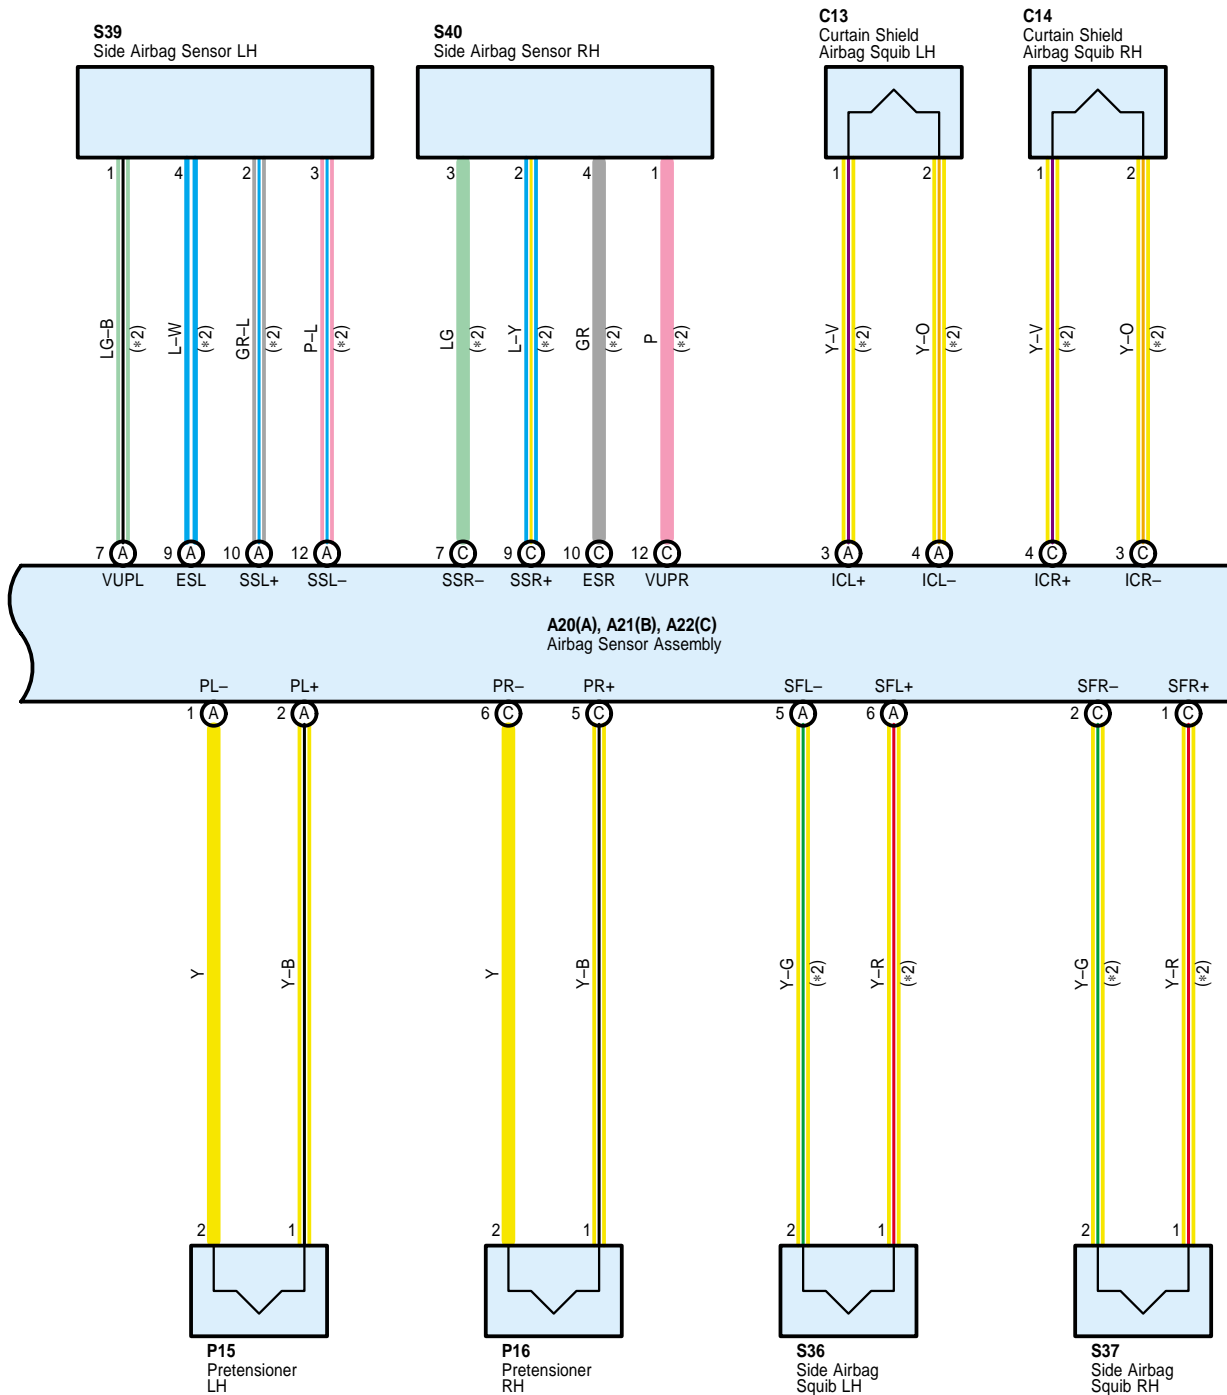 S39
Side Airbag Sensor LH
S40
Side Airbag Sensor RH
C13
Curtain Shield
Airbag Squib LH
C14
Curtain Shield
Airbag Squib RH
1 4 2 3 3 2 4 1 1 2 1 2
LG–B
(*2)
L–W
(*2)
GR–L
(*2)
P–L
(*2)
LG
(*2)
L–Y
(*2)
GR
(*2)
P
(*2)
Y–V
(*2)
Y–O
(*2)
Y–V
(*2)
Y–O
(*2)
7 A 9 A 10 A 12 A 7 C 9 C 10 C 12 C 3 A 4 A 4 C 3 C
VUPL ESL SSL+ SSL– SSR– SSR+ ESR VUPR ICL+ ICL– ICR+ ICR–
A20(A), A21(B), A22(C)
Airbag Sensor Assembly
PL– PL+ PR– PR+ SFL– SFL+ SFR– SFR+
1 A 2 A 6 C 5 C 5 A 6 A 2 C 1 C
Y
Y–B
Y
Y–B
Y–G
(*2)
Y–R
(*2)
Y–G
(*2)
Y–R
(*2)
2 1 2 1 2 1 2 1
P15
Pretensioner
LH
P16
Pretensioner
RH
S36
Side Airbag
Squib LH
S37
Side Airbag
Squib RH